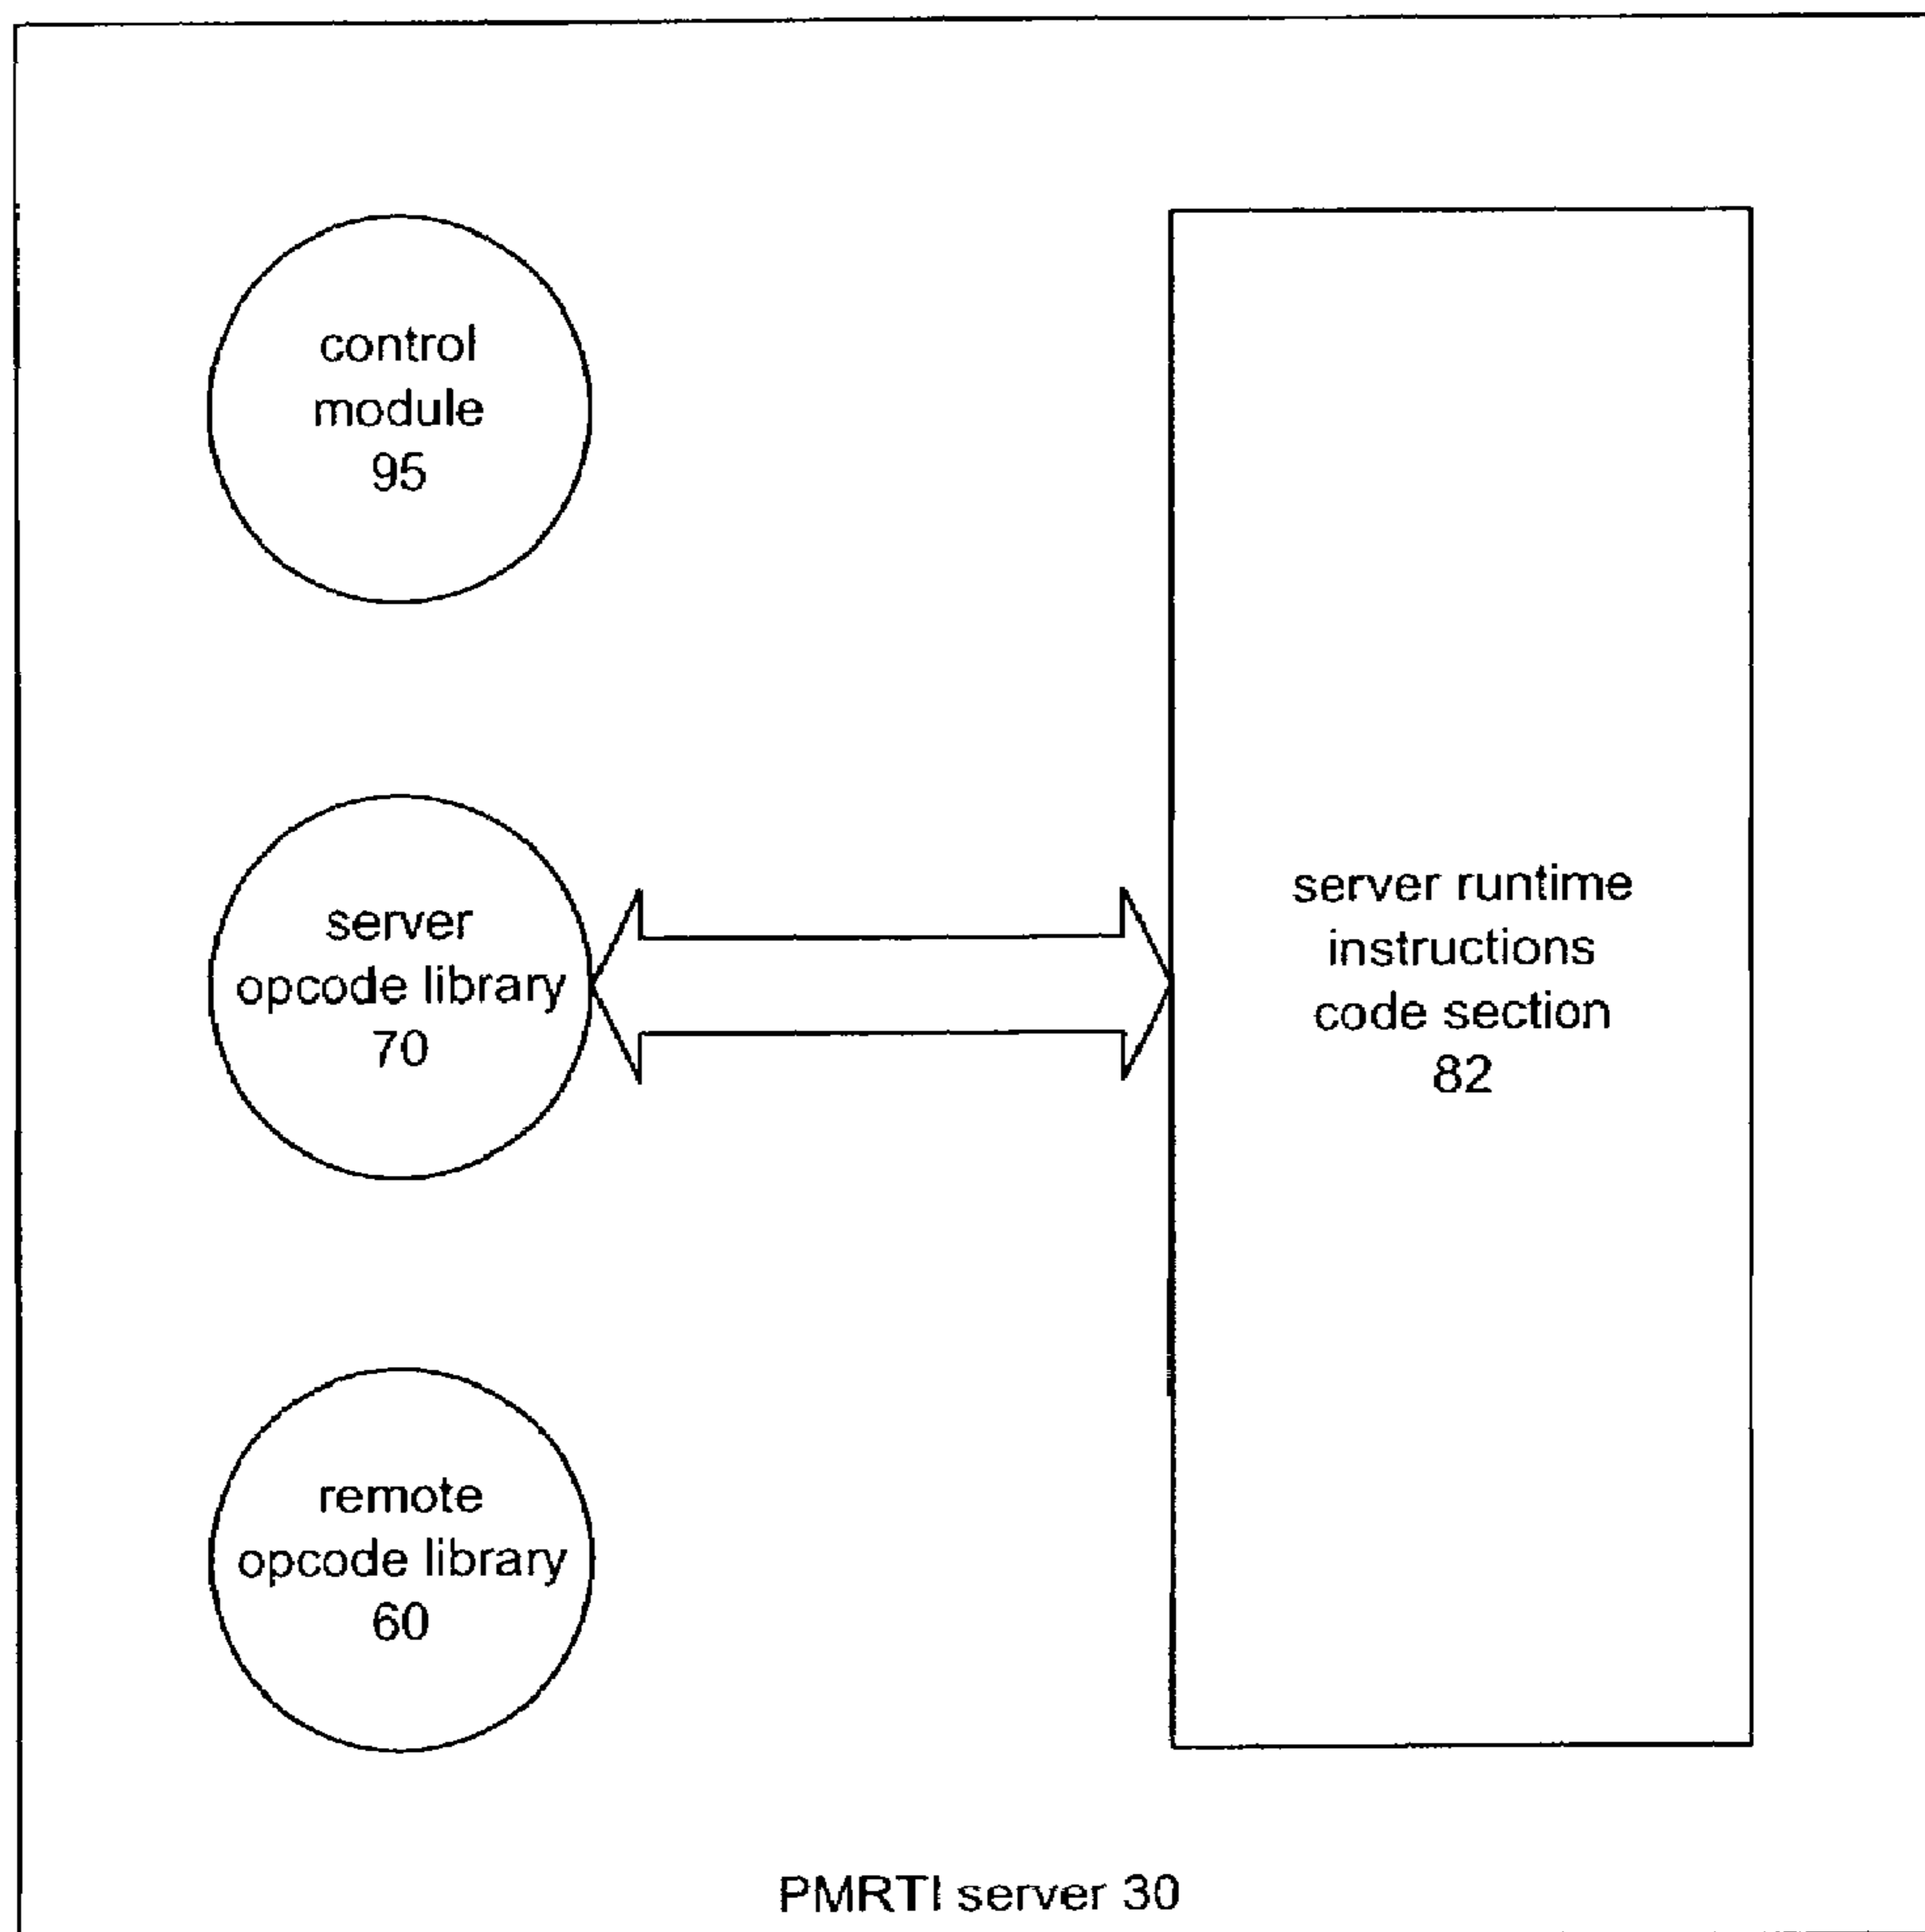 control
module
95
server
opcode library
70
server runtime
instructions
code section
82
remote
opcode library
60
PMRTI server 30